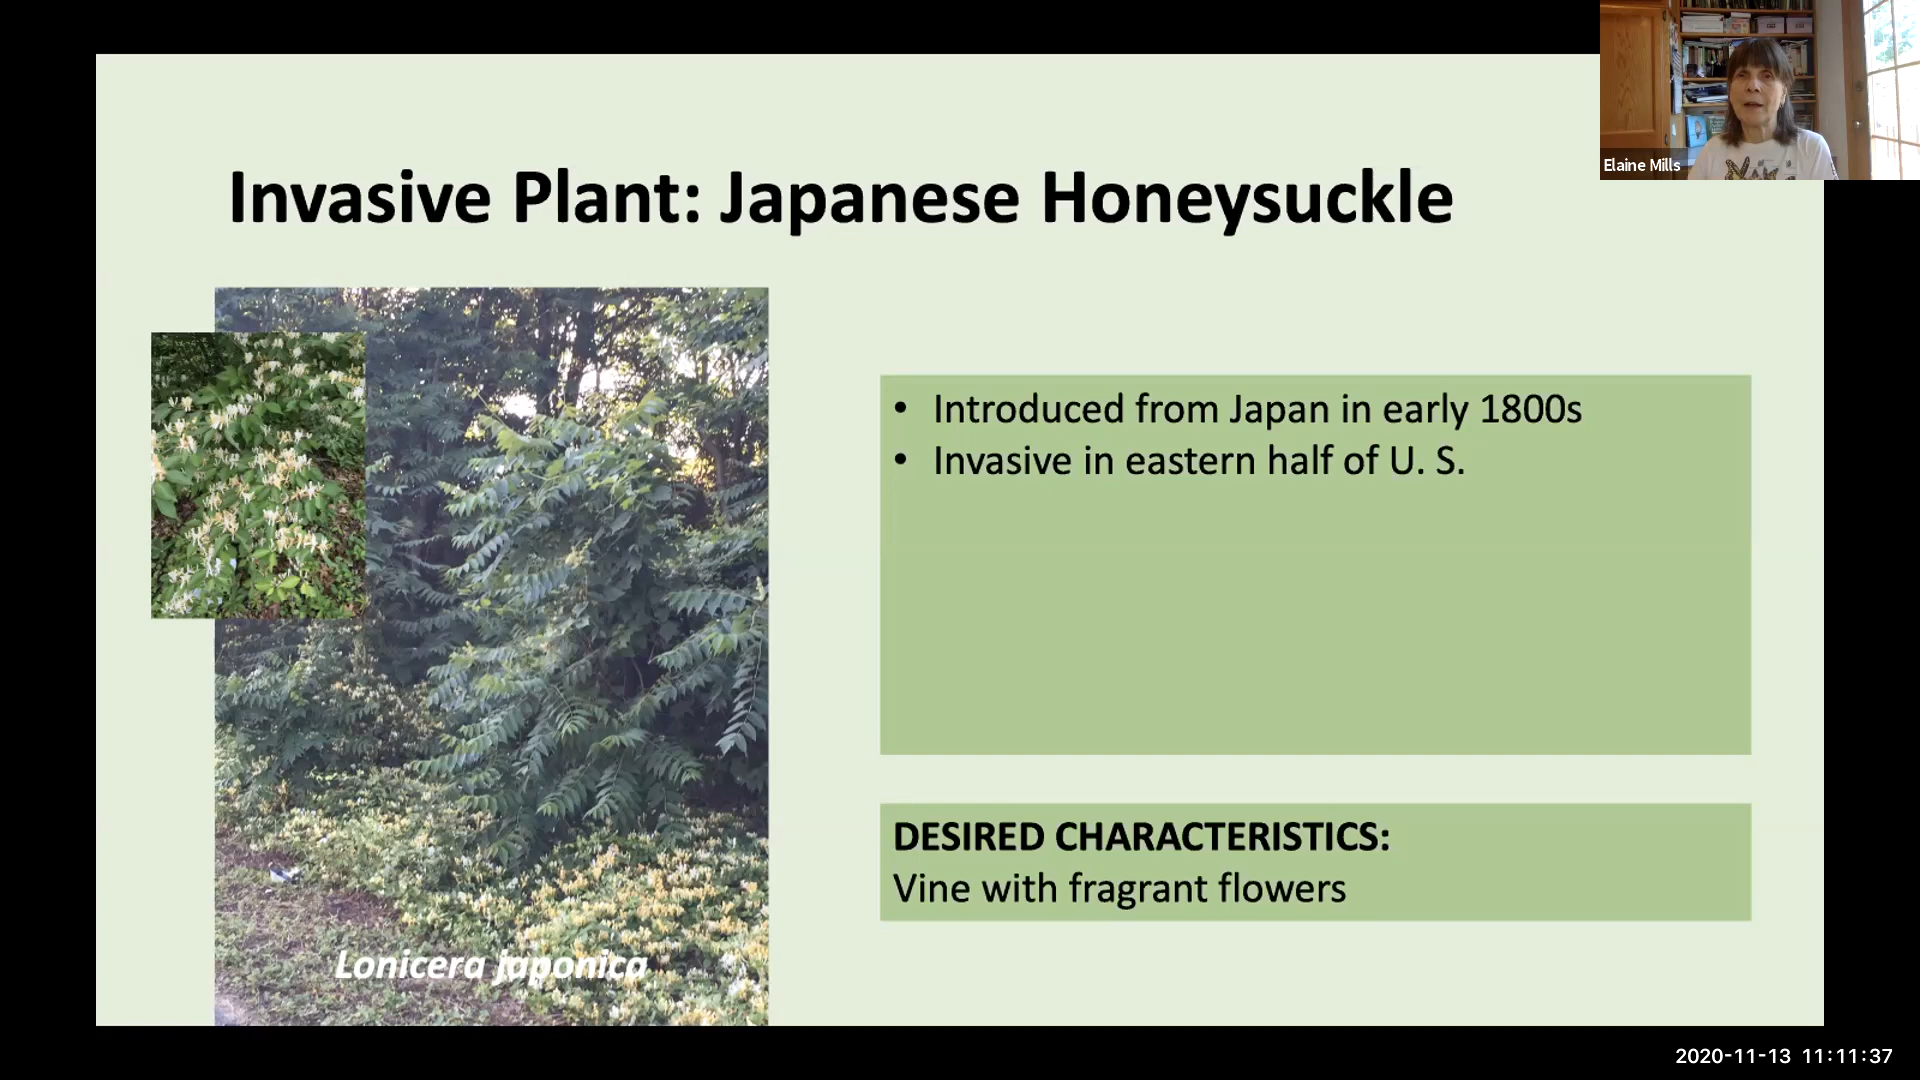 Elaine Mills
Invasive Plant: Japanese Honeysuckle
• Introduced from Japan in early 1800s
• Invasive in eastern half of U. S.
DESIRED CHARACTERISTICS:
Vine with fragrant flowers
Lonicera japonica
2020-11-13 11:11:37